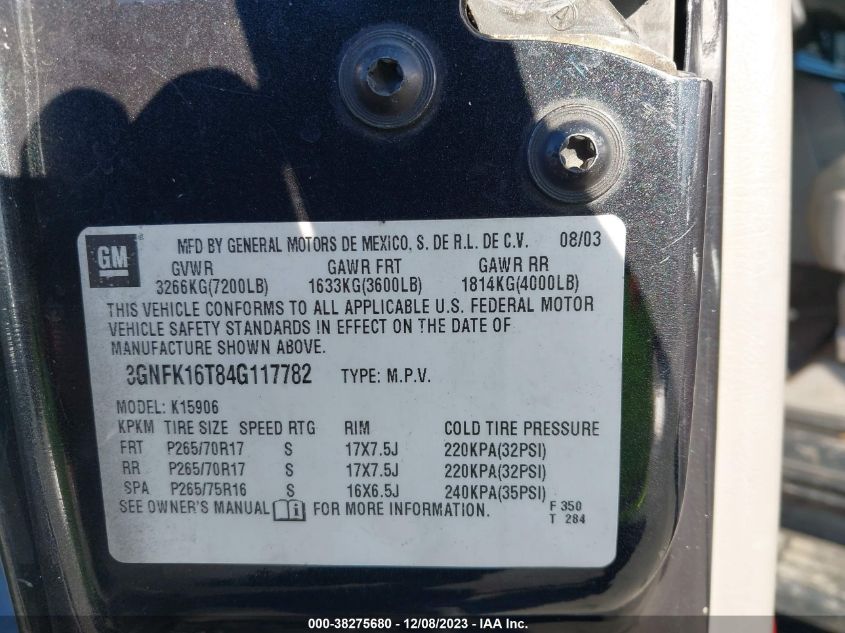 GM
MFD BY GENERAL MOTORS DE MEXICO, S. DE R.L. DE C.V. 08/03
GVWR GAWR FRT GAWR RR
3266KG(7200LB) 1633KG(3600LB) 1814KG(4000LB)
THIS VEHICLE CONFORMS TO ALL APPLICABLE U.S. FEDERAL MOTOR
VEHICLE SAFETY STANDARDS IN EFFECT ON THE DATE OF
MANUFACTURE SHOWN ABOVE.
3GNFK16T84G117782 TYPE: M.P.V.
MODEL: K15906
KPKM TIRE SIZE SPEED RTG RIM COLD TIRE PRESSURE
FRT P265/70R17 S 17X7.5J 220KPA(32PSI)
RR P265/70R17 S 17X7.5J 220KPA(32PSI)
SPA P265/75R16 S 16X6.5J 240KPA(35PSI)
SEE OWNER'S MANUAL FOR MORE INFORMATION.
F 350
T 284
000-38275680 - 12/08/2023 - IAA Inc.